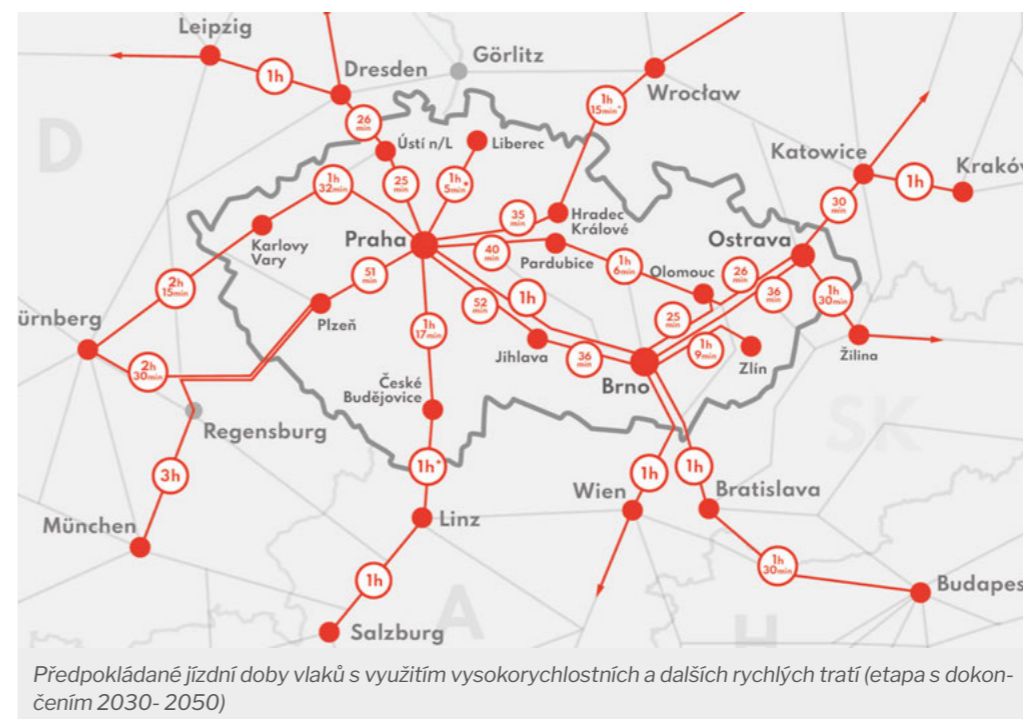 Leipzig
Görlitz
1h
Dresden
Wrocław
D
26
min
1h
15min*
Ústí n/L
Liberec
Katowice
1h
32min
25
min
1h
5min*
1h
Kraków
30
min
35
min
Hradec
Králové
Karlovy
Vary
Praha
Ostrava
40
min
Pardubice
1h
6min
Olomouc
26
min
51
min
2h
15min
36
min
1h
30min
52
min
1h
25
min
Plzeň
ürnberg
1h
17min
Jihlava
36
min
1h
9min
Zlín
Žilina
2h
30min
Brno
České
Budějovice
Regensburg
SK
3h
1h*
1h
1h
Wien
Bratislava
München
Linz
1h
30min
1h
Budapes
A
H
Salzburg
Předpokládané jízdní doby vlaků s využitím vysokorychlostních a dalších rychlých tratí (etapa s dokon-
čením 2030- 2050)